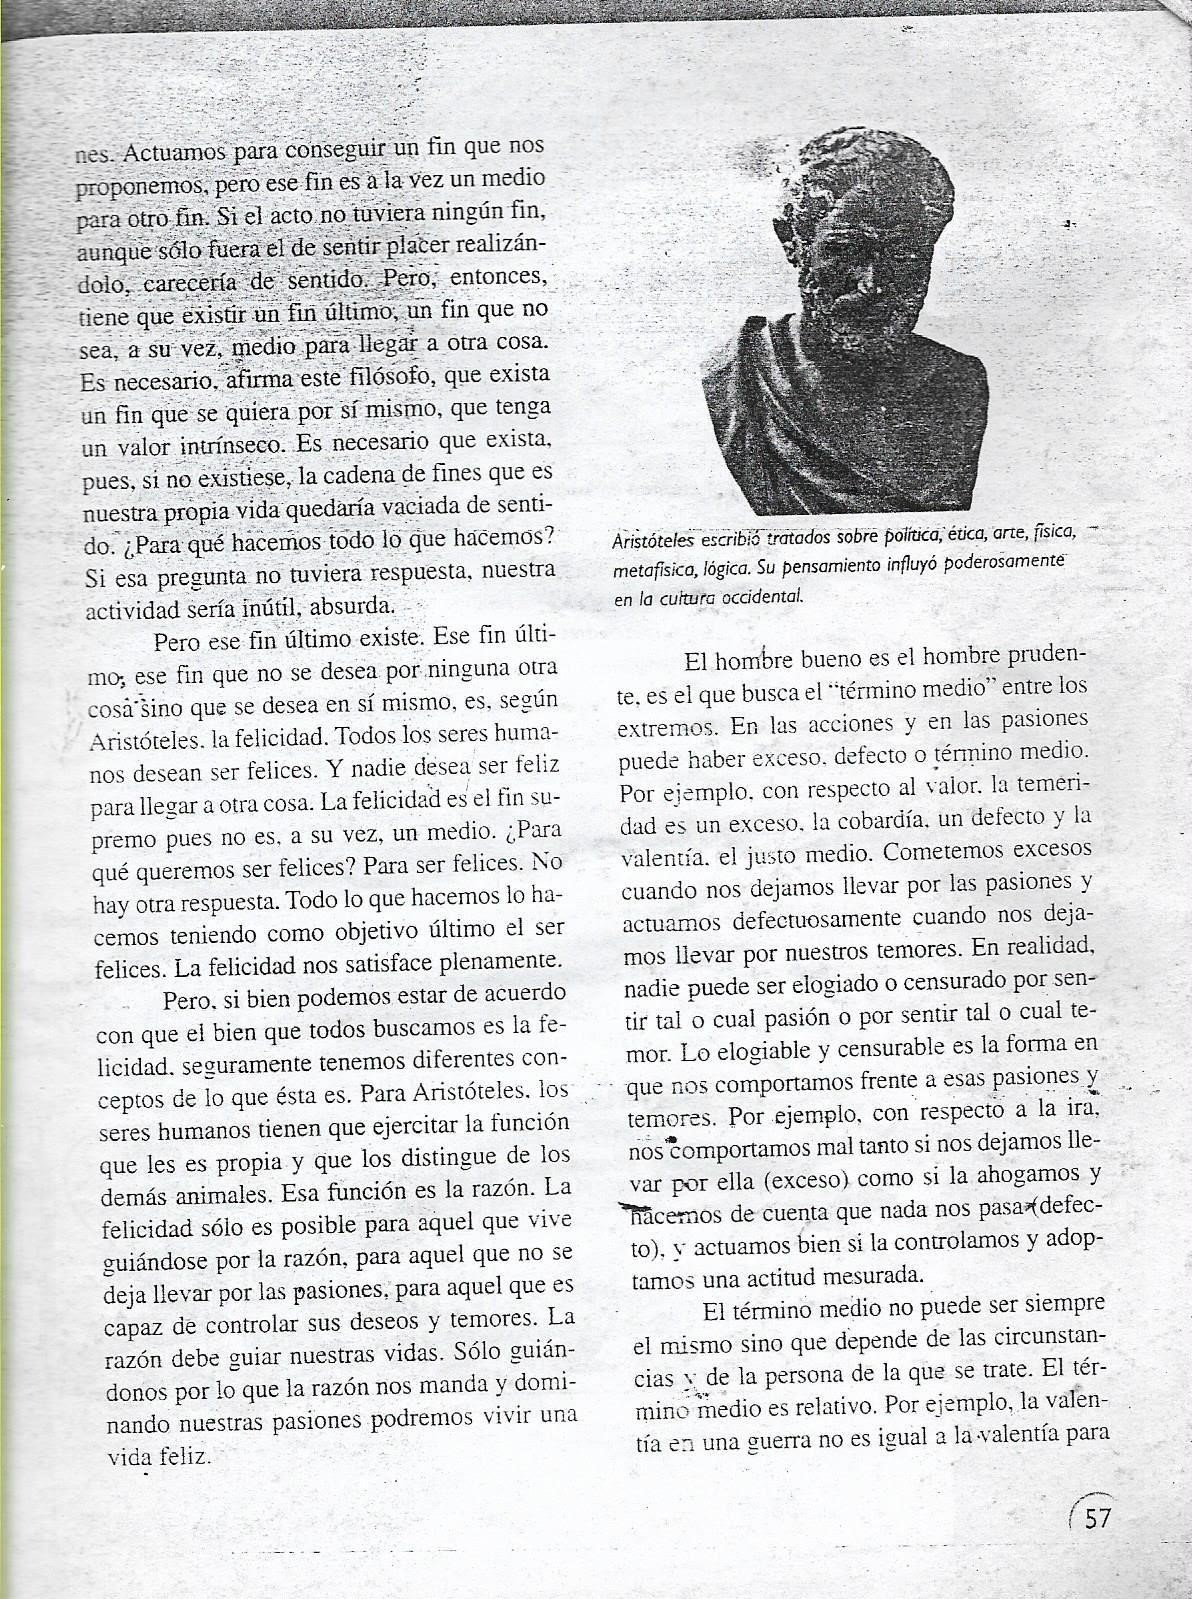 nes. Actuamos para conseguir un fin que nos
proponemos, pero ese fin es a la vez un medio
para otro fin. Si el acto no tuviera ningún fin,
aunque sólo fuera el de sentir placer realizán-
dolo, carecería de sentido. Pero, entonces,
tiene que existir un fin último, un fin que no
sea, a su vez, medio para llegar a otra cosa.
Es necesario, afirma este filósofo, que exista
un fin que se quiera por sí mismo, que tenga
un valor intrínseco. Es necesario que exista,
pues, si no existiese, la cadena de fines que es
nuestra propia vida quedaría vaciada de senti-
do. ¿Para qué hacemos todo lo que hacemos?
Si esa pregunta no tuviera respuesta, nuestra
actividad sería inútil, absurda.
Pero ese fin último existe. Ese fin últi-
mo, ese fin que no se desea por ninguna otra
cosa sino que se desea en sí mismo, es, según
Aristóteles, la felicidad. Todos los seres huma-
nos desean ser felices. Y nadie desea ser feliz
para llegar a otra cosa. La felicidad es el fin su-
premo pues no es, a su vez, un medio. ¿Para
qué queremos ser felices? Para ser felices. No
hay otra respuesta. Todo lo que hacemos lo ha-
cemos teniendo como objetivo último el ser
felices. La felicidad nos satisface plenamente.
Pero, si bien podemos estar de acuerdo
con que el bien que todos buscamos es la fe-
licidad, seguramente tenemos diferentes con-
ceptos de lo que ésta es. Para Aristóteles, los
seres humanos tienen que ejercitar la función
que les es propia y que los distingue de los
demás animales. Esa función es la razón. La
felicidad sólo es posible para aquel que vive
guiándose por la razón, para aquel que no se
deja llevar por las pasiones, para aquel que es
capaz de controlar sus deseos y temores. La
razón debe guiar nuestras vidas. Sólo guián-
donos por lo que la razón nos manda y domi-
nando nuestras pasiones podremos vivir una
vida feliz.
Aristóteles escribió tratados sobre política, ética, arte, física,
metafísica, lógica. Su pensamiento influyó poderosamente
en la cultura occidental.
El hombre bueno es el hombre pruden-
te, es el que busca el "término medio" entre los
extremos. En las acciones y en las pasiones
puede haber exceso, defecto o término medio.
Por ejemplo, con respecto al valor, la temeri-
dad es un exceso, la cobardía, un defecto y la
valentía, el justo medio. Cometemos excesos
cuando nos dejamos llevar por las pasiones y
actuamos defectuosamente cuando nos deja-
mos llevar por nuestros temores. En realidad,
nadie puede ser elogiado o censurado por sen-
tir tal o cual pasión o por sentir tal o cual te-
mor. Lo elogiable y censurable es la forma en
que nos comportamos frente a esas pasiones y
temores. Por ejemplo, con respecto a la ira,
nos comportamos mal tanto si nos dejamos lle-
var por ella (exceso) como si la ahogamos y
hacemos de cuenta que nada nos pasa (defec-
to), y actuamos bien si la controlamos y adop-
tamos una actitud mesurada.
El término medio no puede ser siempre
el mismo sino que depende de las circunstan-
cias y de la persona de la que se trate. El tér-
mino medio es relativo. Por ejemplo, la valen-
tía en una guerra no es igual a la valentía para
57